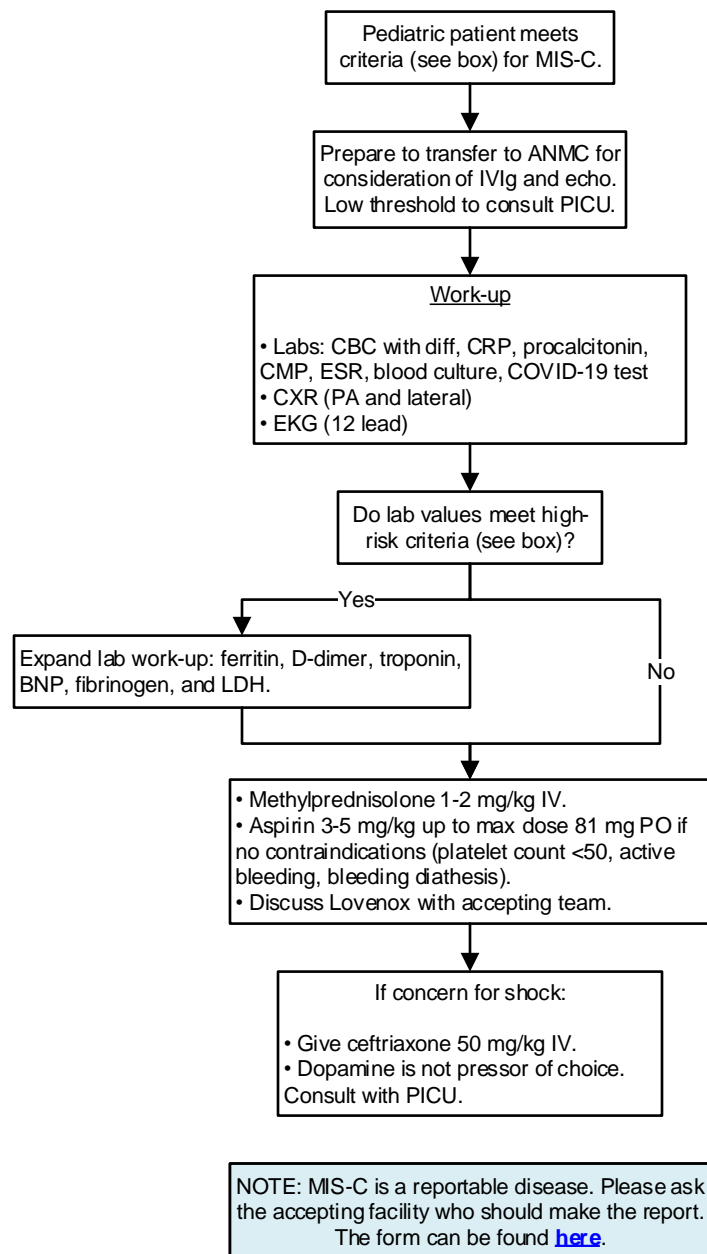 Pediatric patient meets
criteria (see box) for MIS-C.
Prepare to transfer to ANMC for
consideration of IVIg and echo.
Low threshold to consult PICU.
Work-up
• Labs: CBC with diff, CRP, procalcitonin,
CMP, ESR, blood culture, COVID-19 test
• CXR (PA and lateral)
• EKG (12 lead)
Do lab values meet high-
risk criteria (see box)?
Yes
Expand lab work-up: ferritin, D-dimer, troponin,
BNP, fibrinogen, and LDH.
No
• Methylprednisolone 1-2 mg/kg IV.
• Aspirin 3-5 mg/kg up to max dose 81 mg PO if
no contraindications (platelet count <50, active
bleeding, bleeding diathesis).
• Discuss Lovenox with accepting team.
If concern for shock:
• Give ceftriaxone 50 mg/kg IV.
• Dopamine is not pressor of choice.
Consult with PICU.
NOTE: MIS-C is a reportable disease. Please ask
the accepting facility who should make the report.
The form can be found here.